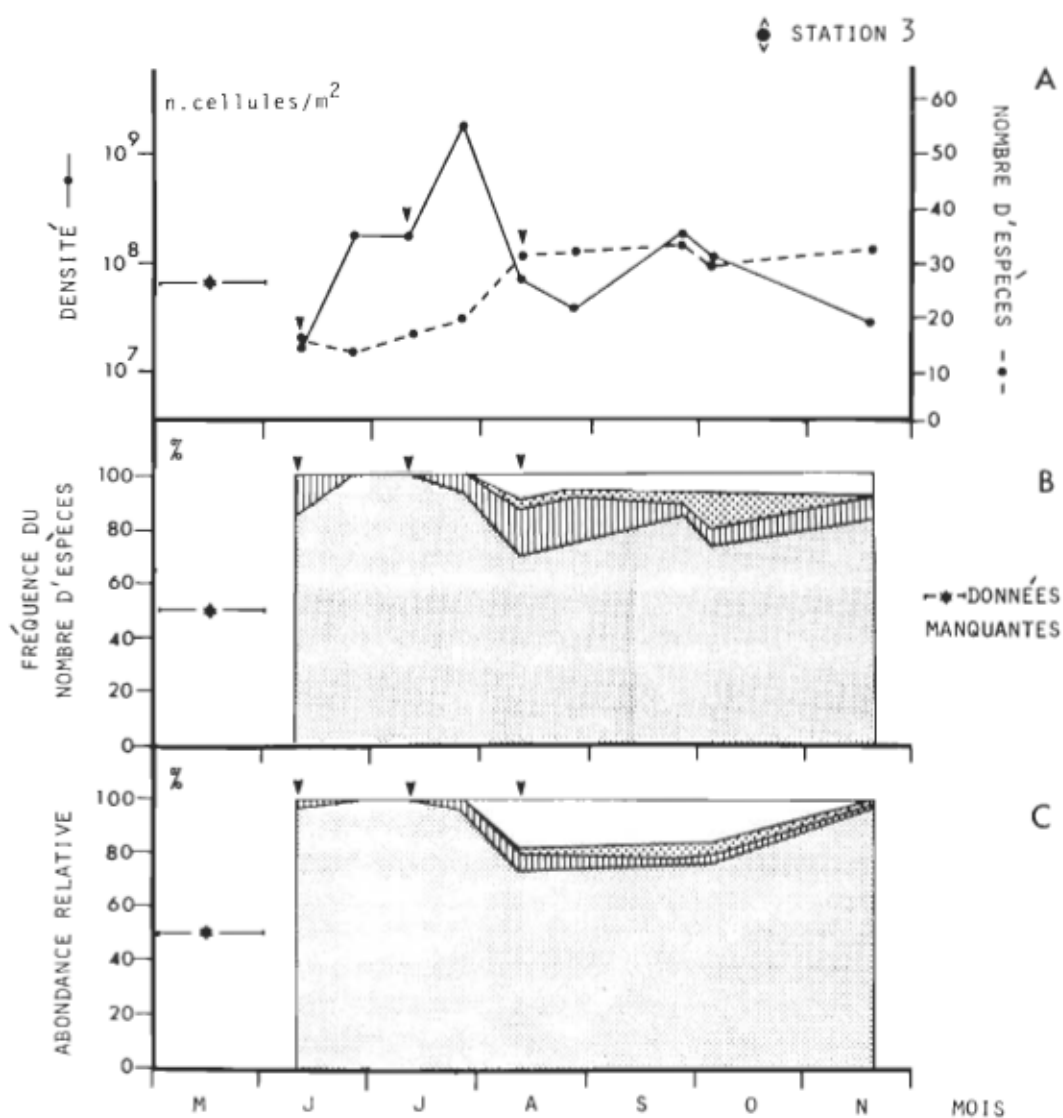 STATION 3
A
n.cellules/m²
10⁹
10⁸
10⁷
DENSITÉ
60
50
40
30
20
10
0
NOMBRE D'ESPÈCES
B
%
100
80
60
40
20
0
FRÉQUENCE DU
NOMBRE D'ESPÈCES
DONNÉES
MANQUANTES
C
%
100
80
60
40
20
0
ABONDANCE RELATIVE
M J J A S O N MOIS